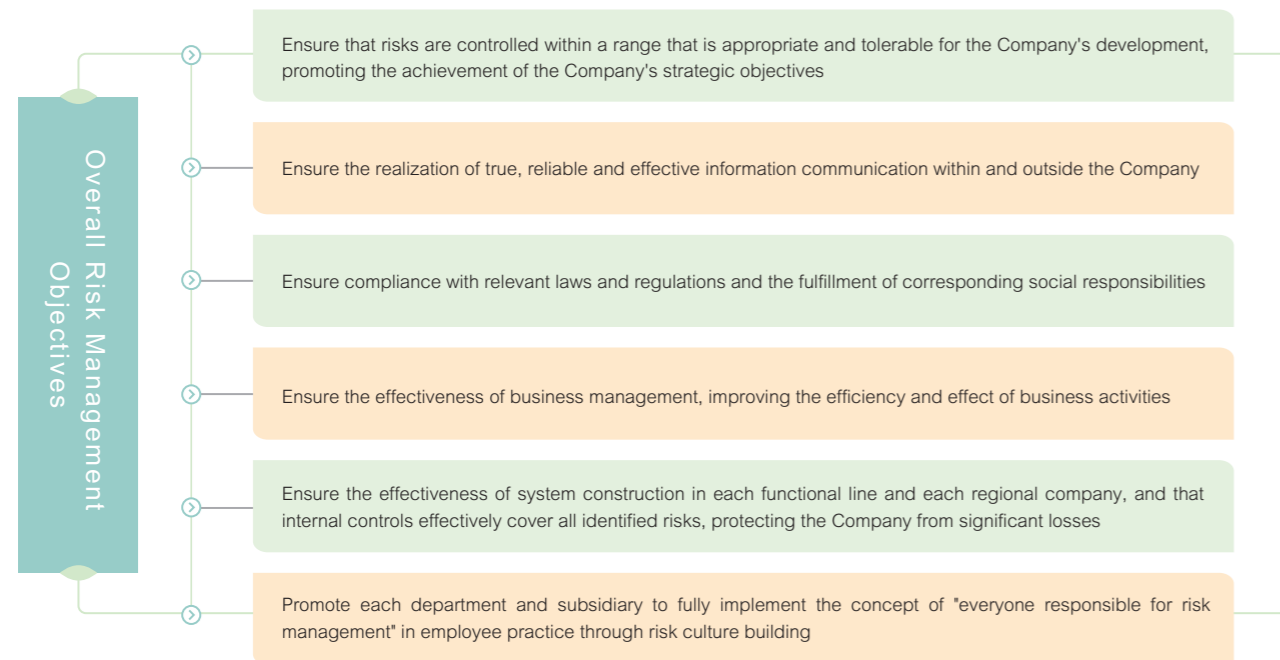 Overall Risk Management
Objectives
Ensure that risks are controlled within a range that is appropriate and tolerable for the Company's development,
promoting the achievement of the Company's strategic objectives
Ensure the realization of true, reliable and effective information communication within and outside the Company
Ensure compliance with relevant laws and regulations and the fulfillment of corresponding social responsibilities
Ensure the effectiveness of business management, improving the efficiency and effect of business activities
Ensure the effectiveness of system construction in each functional line and each regional company, and that
internal controls effectively cover all identified risks, protecting the Company from significant losses
Promote each department and subsidiary to fully implement the concept of "everyone responsible for risk
management" in employee practice through risk culture building